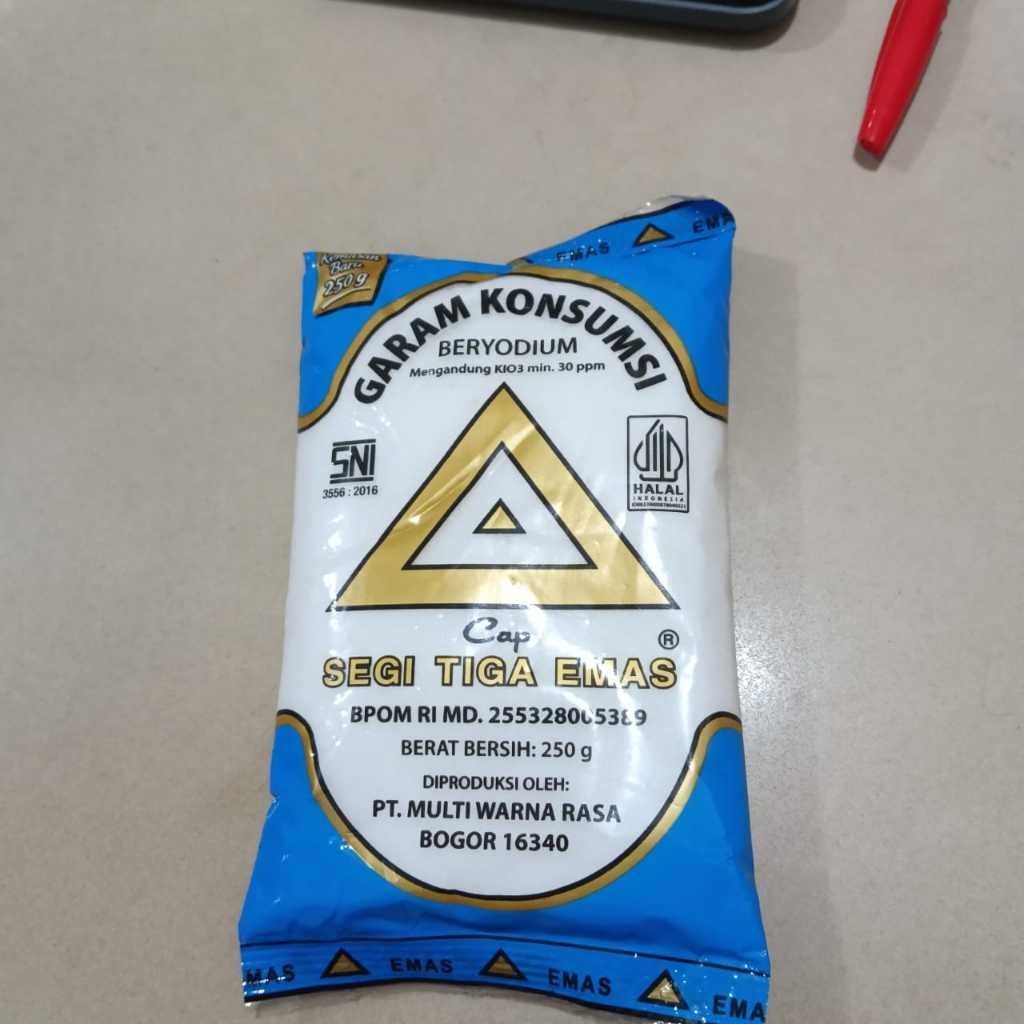 EMAS EMAS
Kemasan
Baru
250 g
GARAM KONSUMSI
BERYODIUM
Mengandung KIO3 min. 30 ppm
SNI
3556 : 2016
HALAL
INDONESIA
Cap
®
SEGI TIGA EMAS
BPOM RI MD. 255328005389
BERAT BERSIH: 250 g
DIPRODUKSI OLEH:
PT. MULTI WARNA RASA
BOGOR 16340
EMAS EMAS EMAS EMA